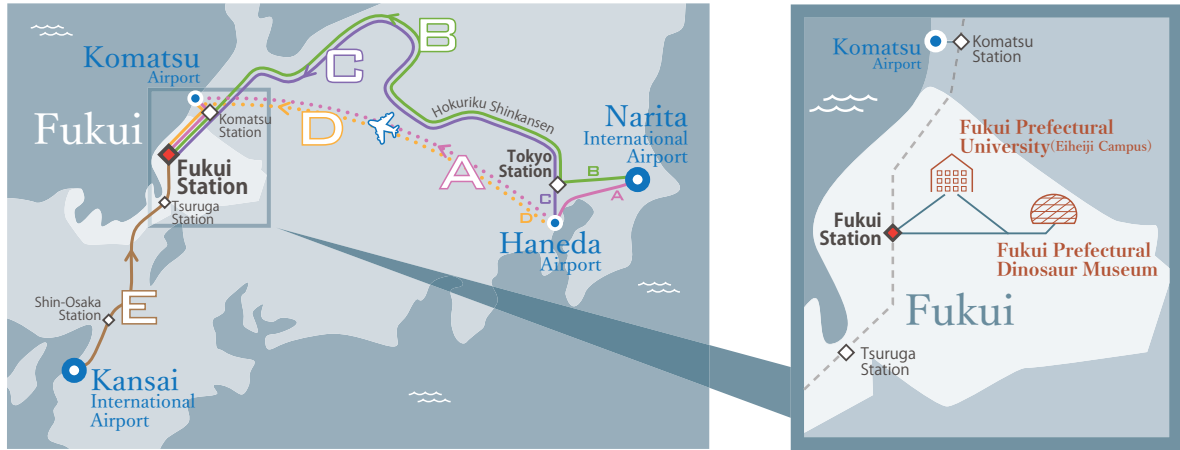 Komatsu
Airport
Fukui
Komatsu
Station
Fukui
Station
Tsuruga
Station
B
C
D
A
E
Hokuriku Shinkansen
Narita
International
Airport
Tokyo
Station
B
A
C
D
Haneda
Airport
Shin-Osaka
Station
Kansai
International
Airport
Komatsu
Airport
Komatsu
Station
Fukui Prefectural
University(Eiheiji Campus)
Fukui
Station
Fukui Prefectural
Dinosaur Museum
Fukui
Tsuruga
Station